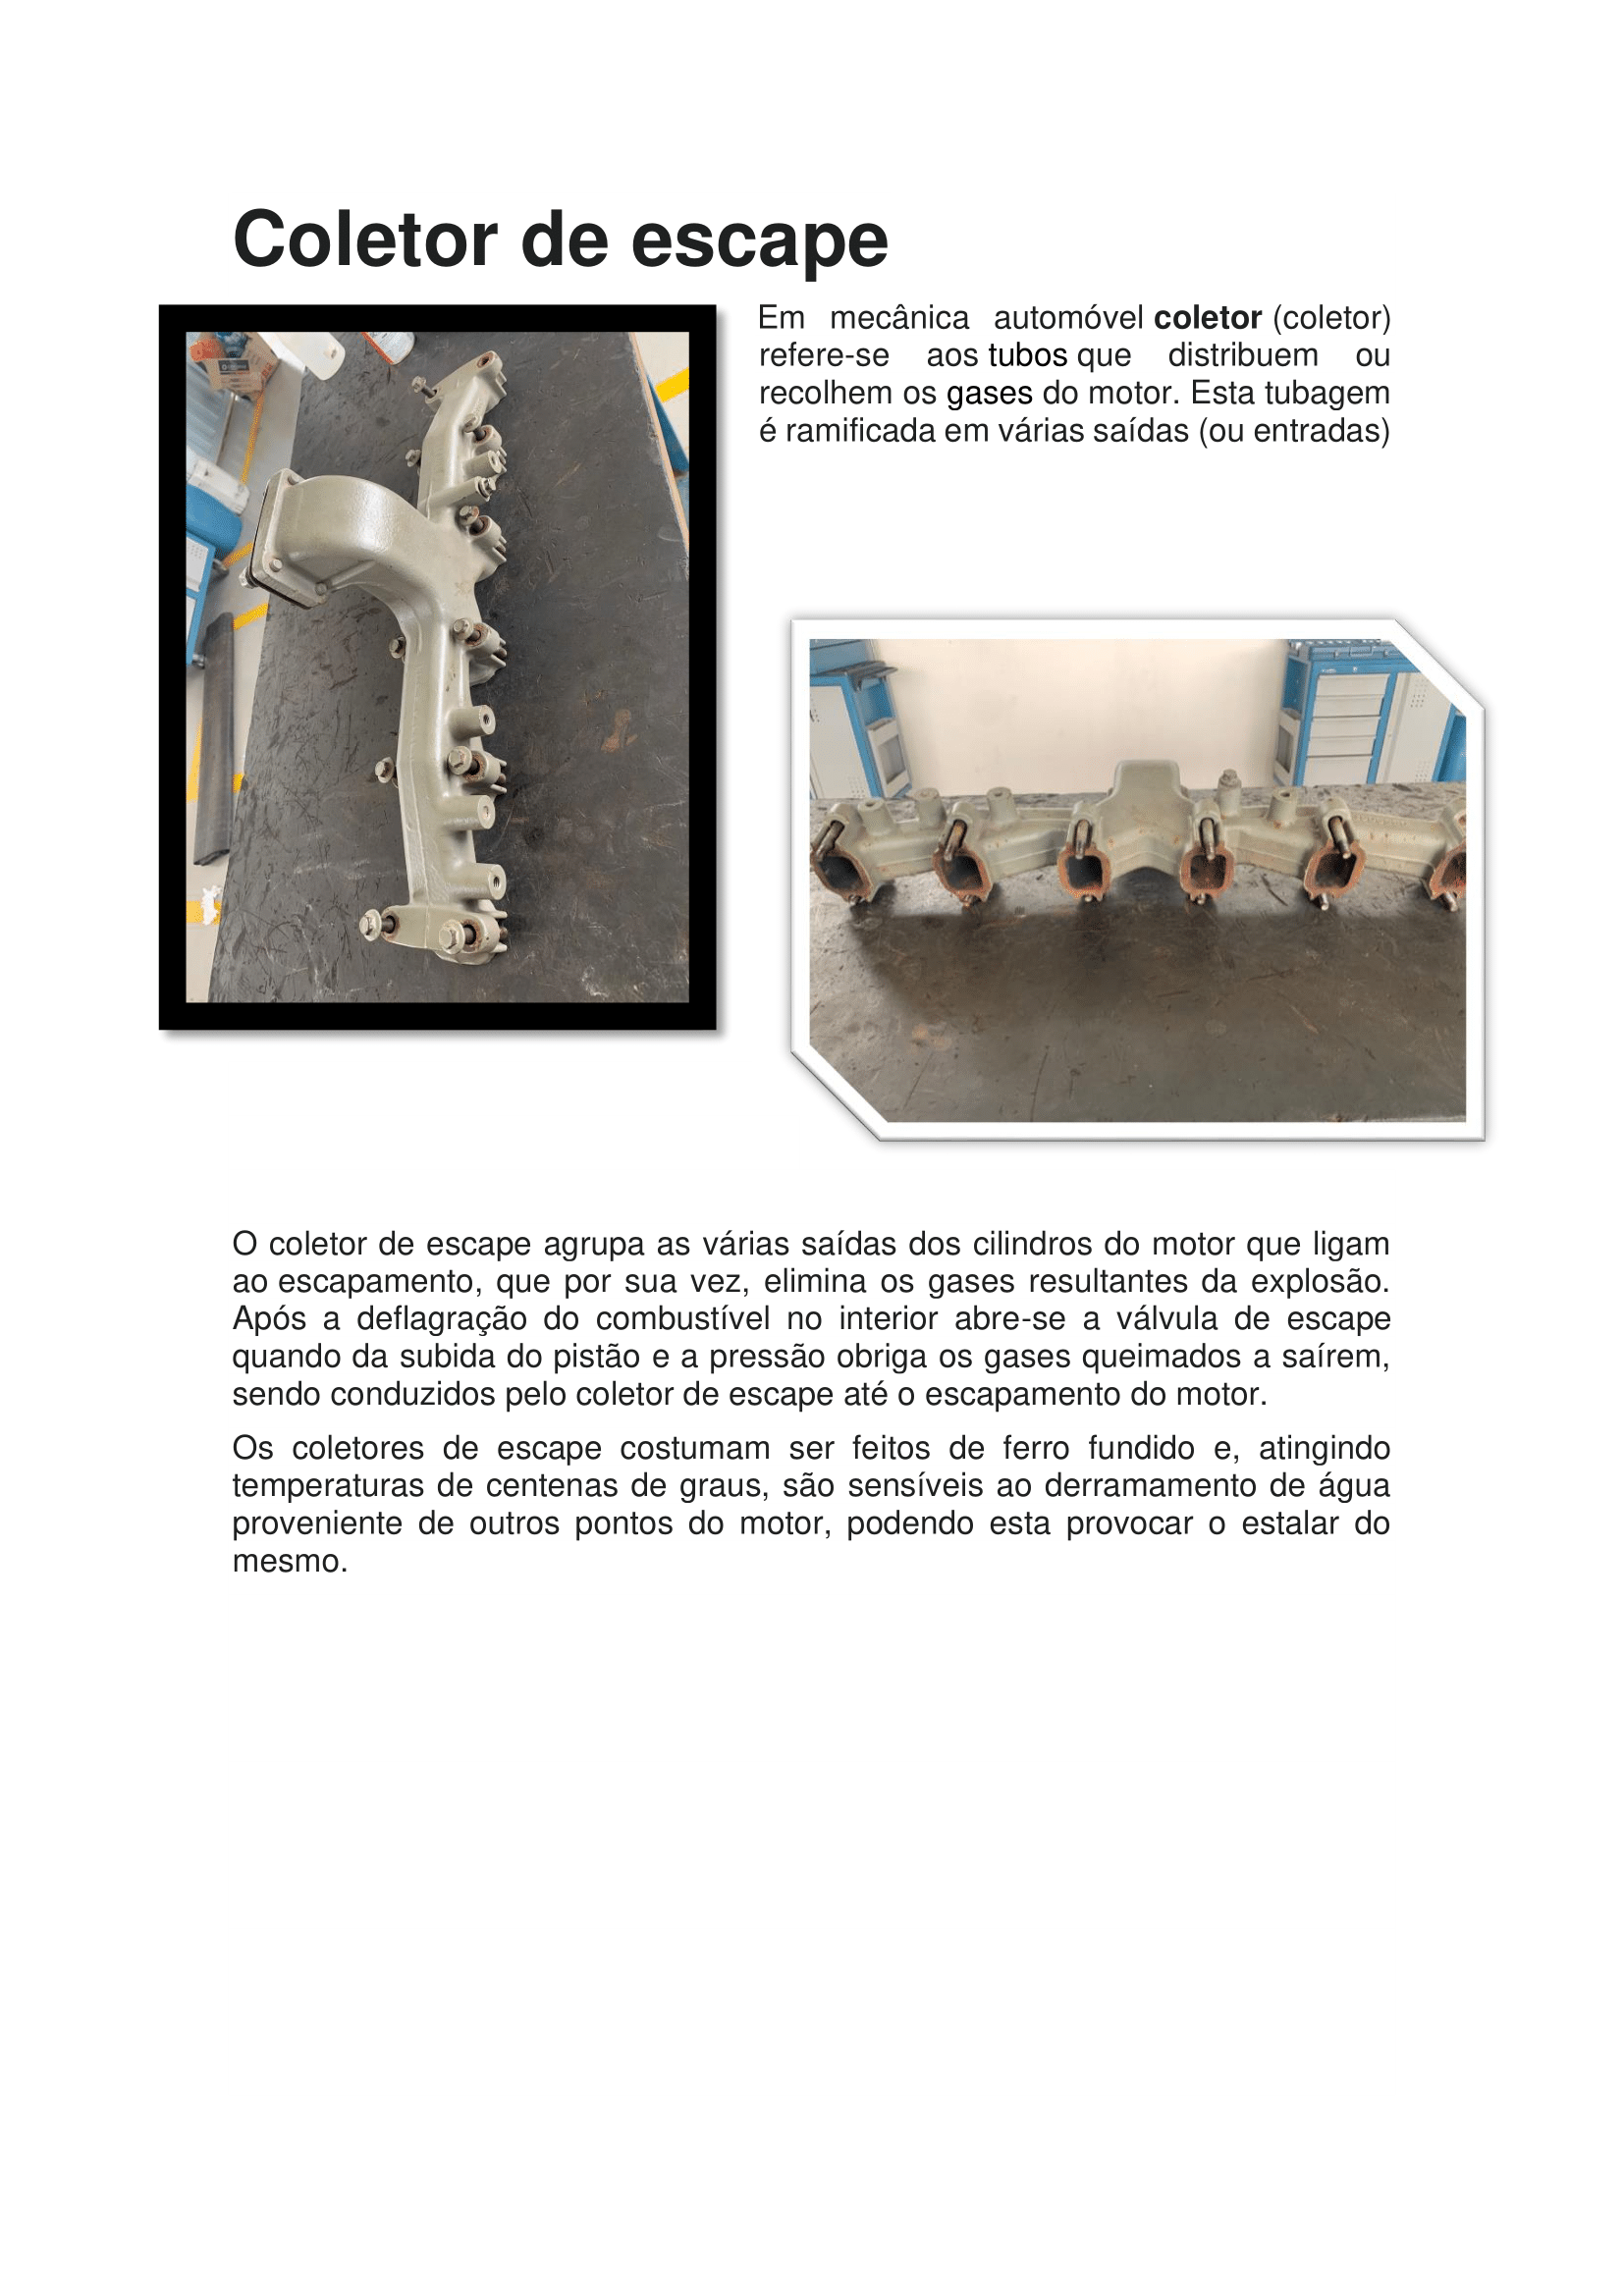 Coletor de escape
Em mecânica automóvel coletor (coletor)
refere-se aos tubos que distribuem ou
recolhem os gases do motor. Esta tubagem
é ramificada em várias saídas (ou entradas)
O coletor de escape agrupa as várias saídas dos cilindros do motor que ligam
ao escapamento, que por sua vez, elimina os gases resultantes da explosão.
Após a deflagração do combustível no interior abre-se a válvula de escape
quando da subida do pistão e a pressão obriga os gases queimados a saírem,
sendo conduzidos pelo coletor de escape até o escapamento do motor.
Os coletores de escape costumam ser feitos de ferro fundido e, atingindo
temperaturas de centenas de graus, são sensíveis ao derramamento de água
proveniente de outros pontos do motor, podendo esta provocar o estalar do
mesmo.